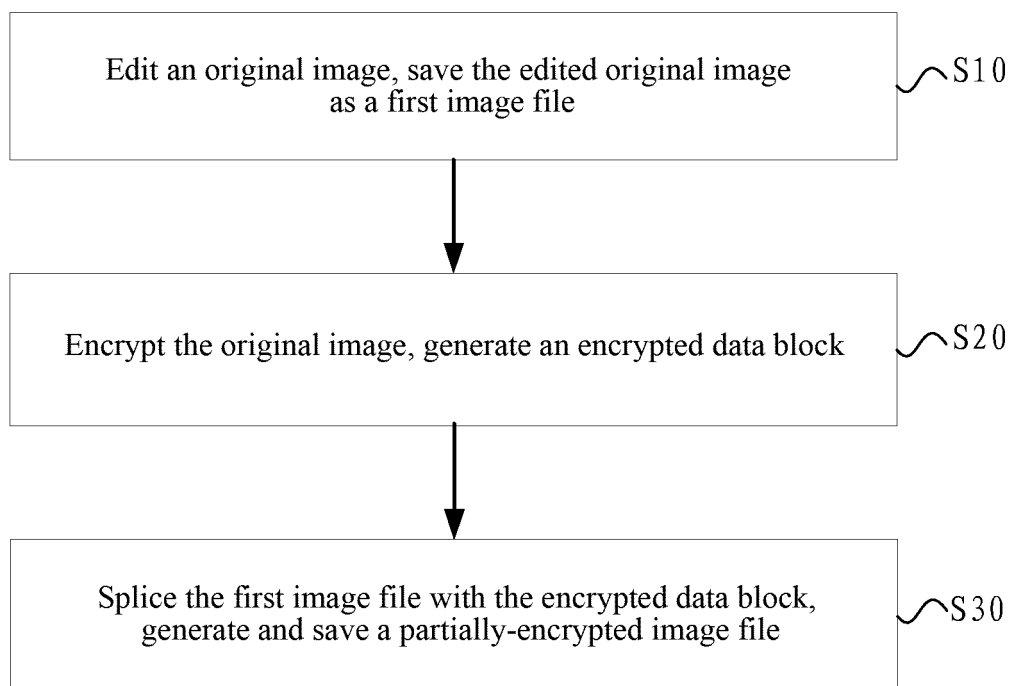 Edit an original image, save the edited original image
as a first image file
S10
Encrypt the original image, generate an encrypted data block
S20
Splice the first image file with the encrypted data block,
generate and save a partially-encrypted image file
S30